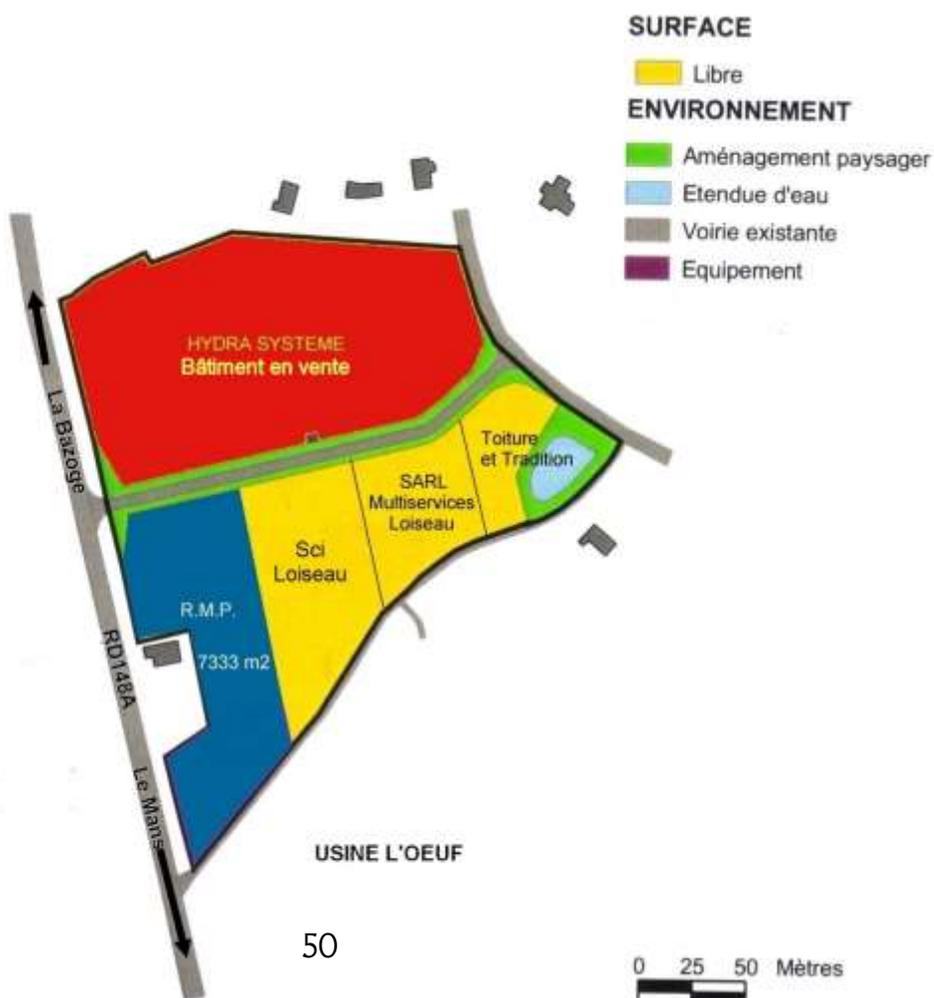 SURFACE
Libre
ENVIRONNEMENT
Aménagement paysager
Etendue d'eau
Voirie existante
Equipement
HYDRA SYSTEME
Bâtiment en vente
La Bazoge
Toiture
et Tradition
SARL
Multiservices
Loiseau
Sci
Loiseau
R.M.P.
7333 m2
RD148A
Le Mans
USINE L'OEUF
50
0 25 50 Mètres